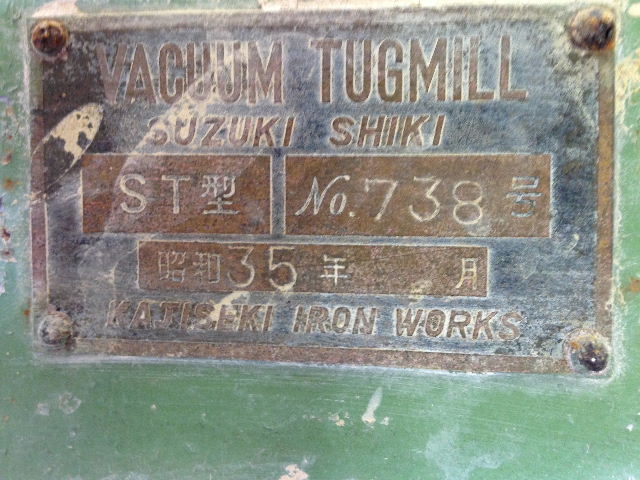 VACUUM TUGMILL
SUZUKI SHIKI
ST型 No.738号
昭和35年 月
KATISEKI IRON WORKS